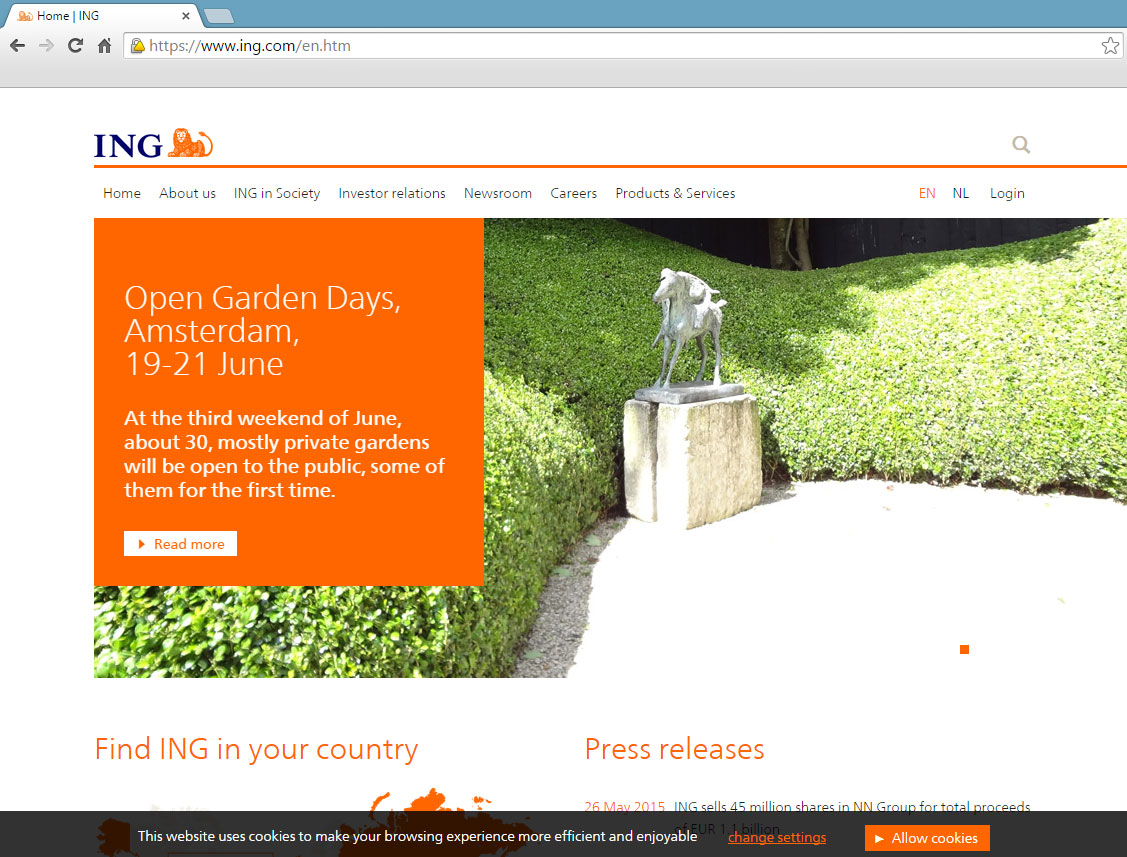 Home | ING
https://www.ing.com/en.htm
ING
Home About us ING in Society Investor relations Newsroom Careers Products & Services EN NL Login
Open Garden Days,
Amsterdam,
19-21 June
At the third weekend of June,
about 30, mostly private gardens
will be open to the public, some of
them for the first time.
Read more
Find ING in your country
Press releases
26 May 2015 ING sells 45 million shares in NN Group for total proceeds
of EUR 1.1 billion
This website uses cookies to make your browsing experience more efficient and enjoyable change settings Allow cookies